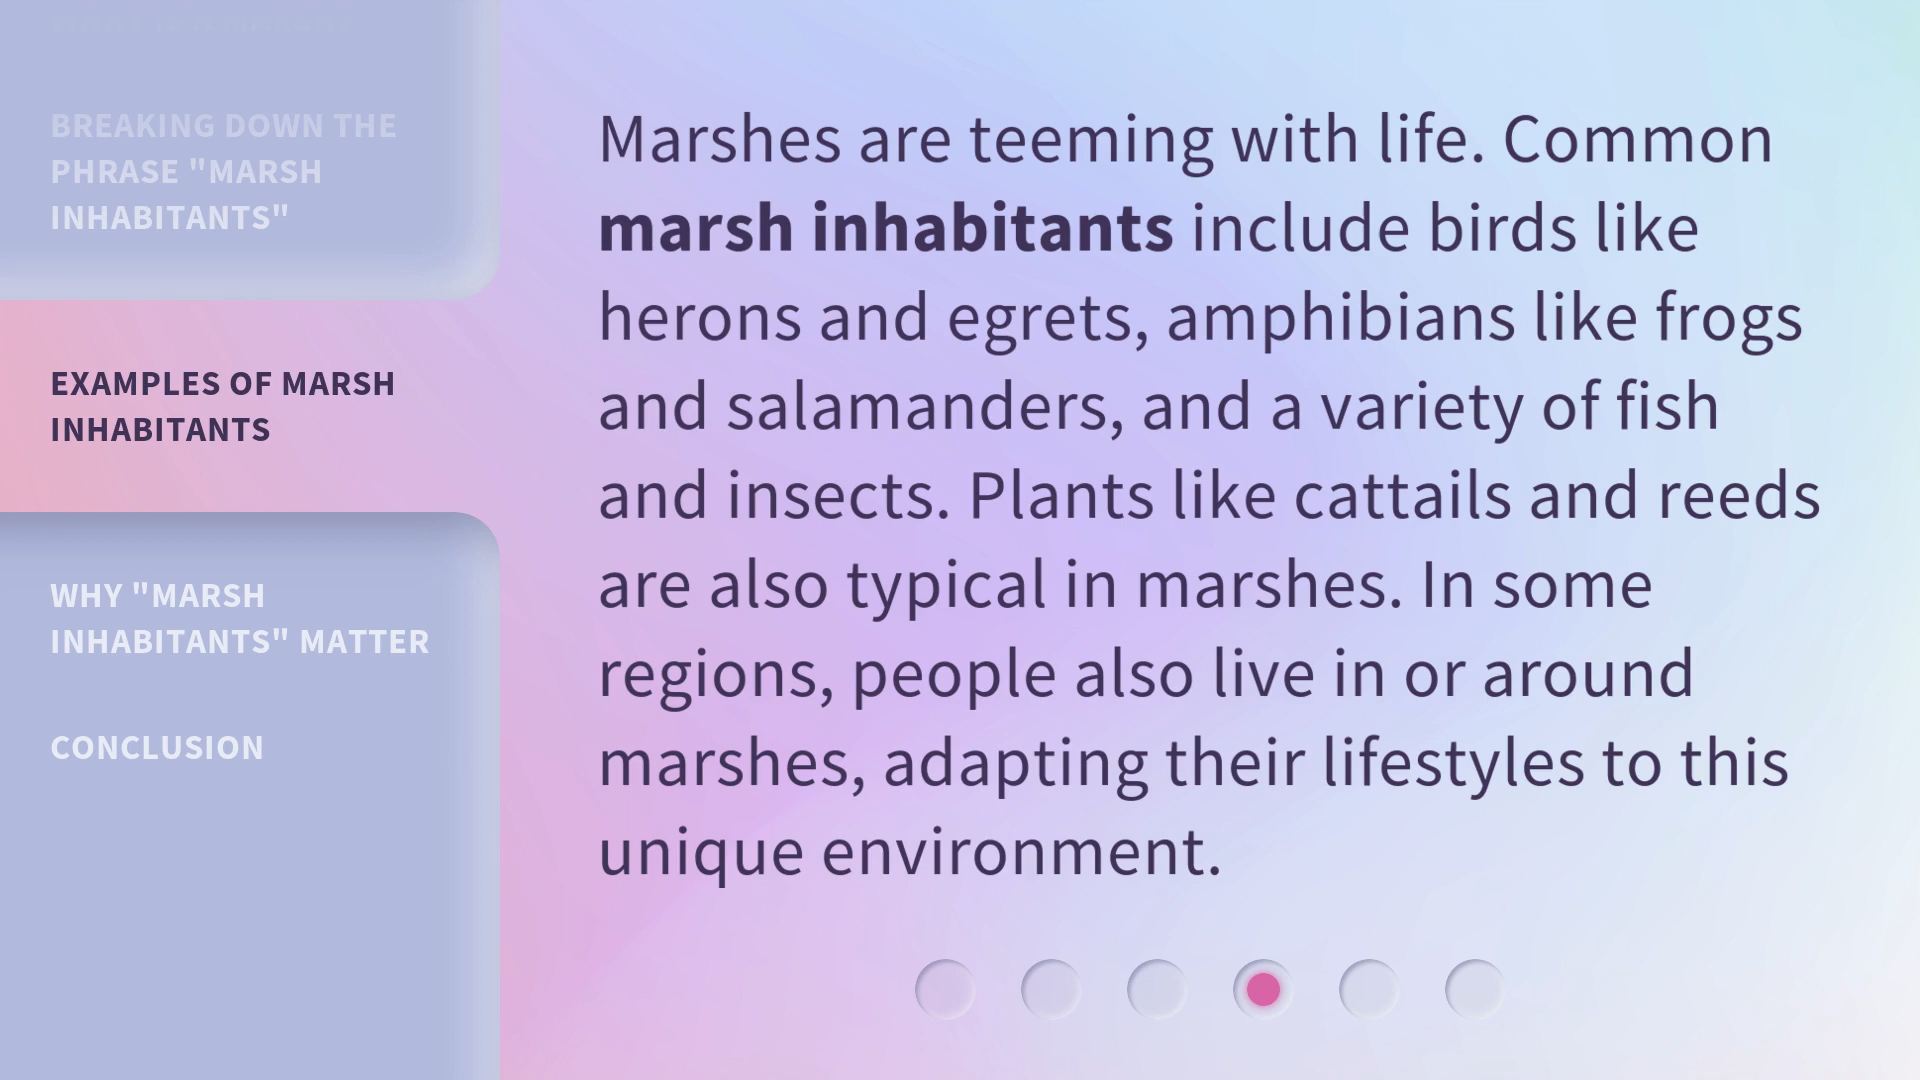 BREAKING DOWN THE
PHRASE "MARSH
INHABITANTS"
EXAMPLES OF MARSH
INHABITANTS
WHY "MARSH
INHABITANTS" MATTER
CONCLUSION
Marshes are teeming with life. Common
marsh inhabitants include birds like
herons and egrets, amphibians like frogs
and salamanders, and a variety of fish
and insects. Plants like cattails and reeds
are also typical in marshes. In some
regions, people also live in or around
marshes, adapting their lifestyles to this
unique environment.